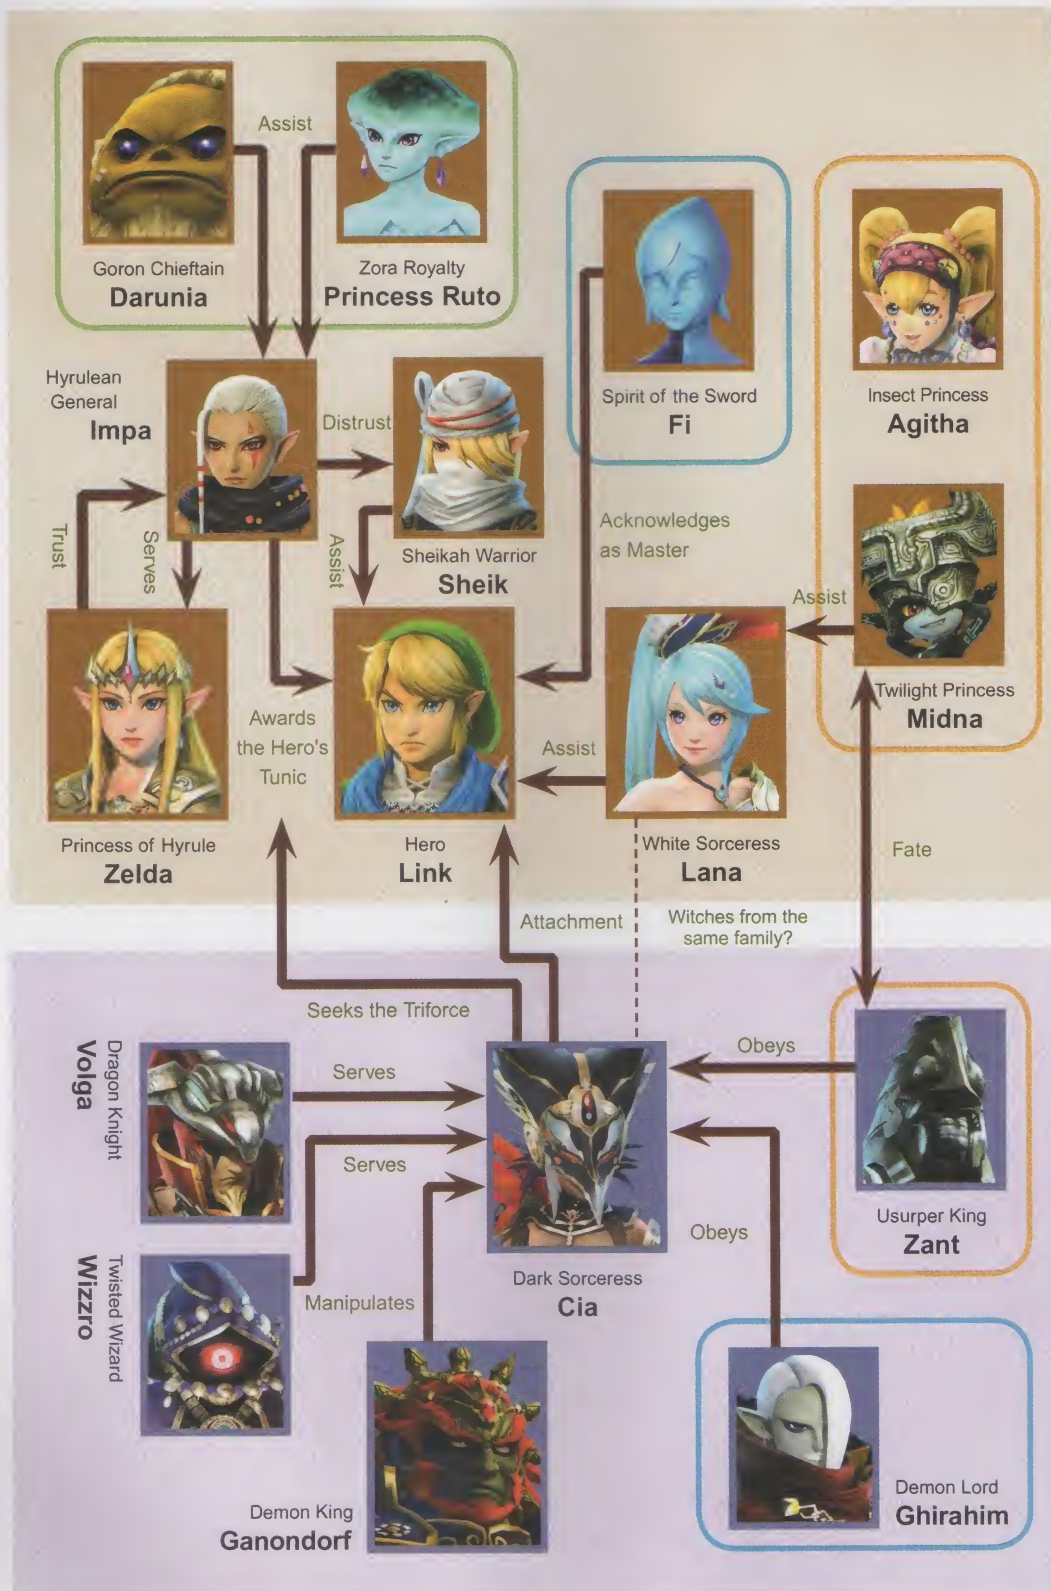 Assist
Goron Chieftain
Darunia
Zora Royalty
Princess Ruto
Hyrulean
General
Impa
Distrust
Spirit of the Sword
Fi
Insect Princess
Agitha
Trust
Serves
Assist
Sheikah Warrior
Sheik
Acknowledges
as Master
Assist
Twilight Princess
Midna
Awards
the Hero's
Tunic
Assist
Princess of Hyrule
Zelda
Hero
Link
White Sorceress
Lana
Fate
Attachment
Witches from the
same family?
Seeks the Triforce
Dragon Knight
Volga
Serves
Obeys
Serves
Usurper King
Zant
Obeys
Twisted Wizard
Wizzro
Manipulates
Dark Sorceress
Cia
Demon King
Ganondorf
Demon Lord
Ghirahim